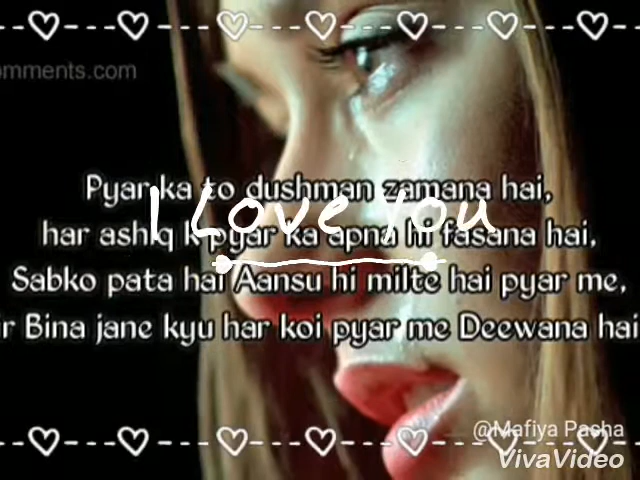 omments.com
Pyar ka to dushman zamana hai,
I Love You
har ashiq k pyar ka apna hi fasana hai,
Sabko pata hai Aansu hi milte hai pyar me,
ir Bina jane kyu har koi pyar me Deewana hai
@Mafiya Pasha
VivaVideo